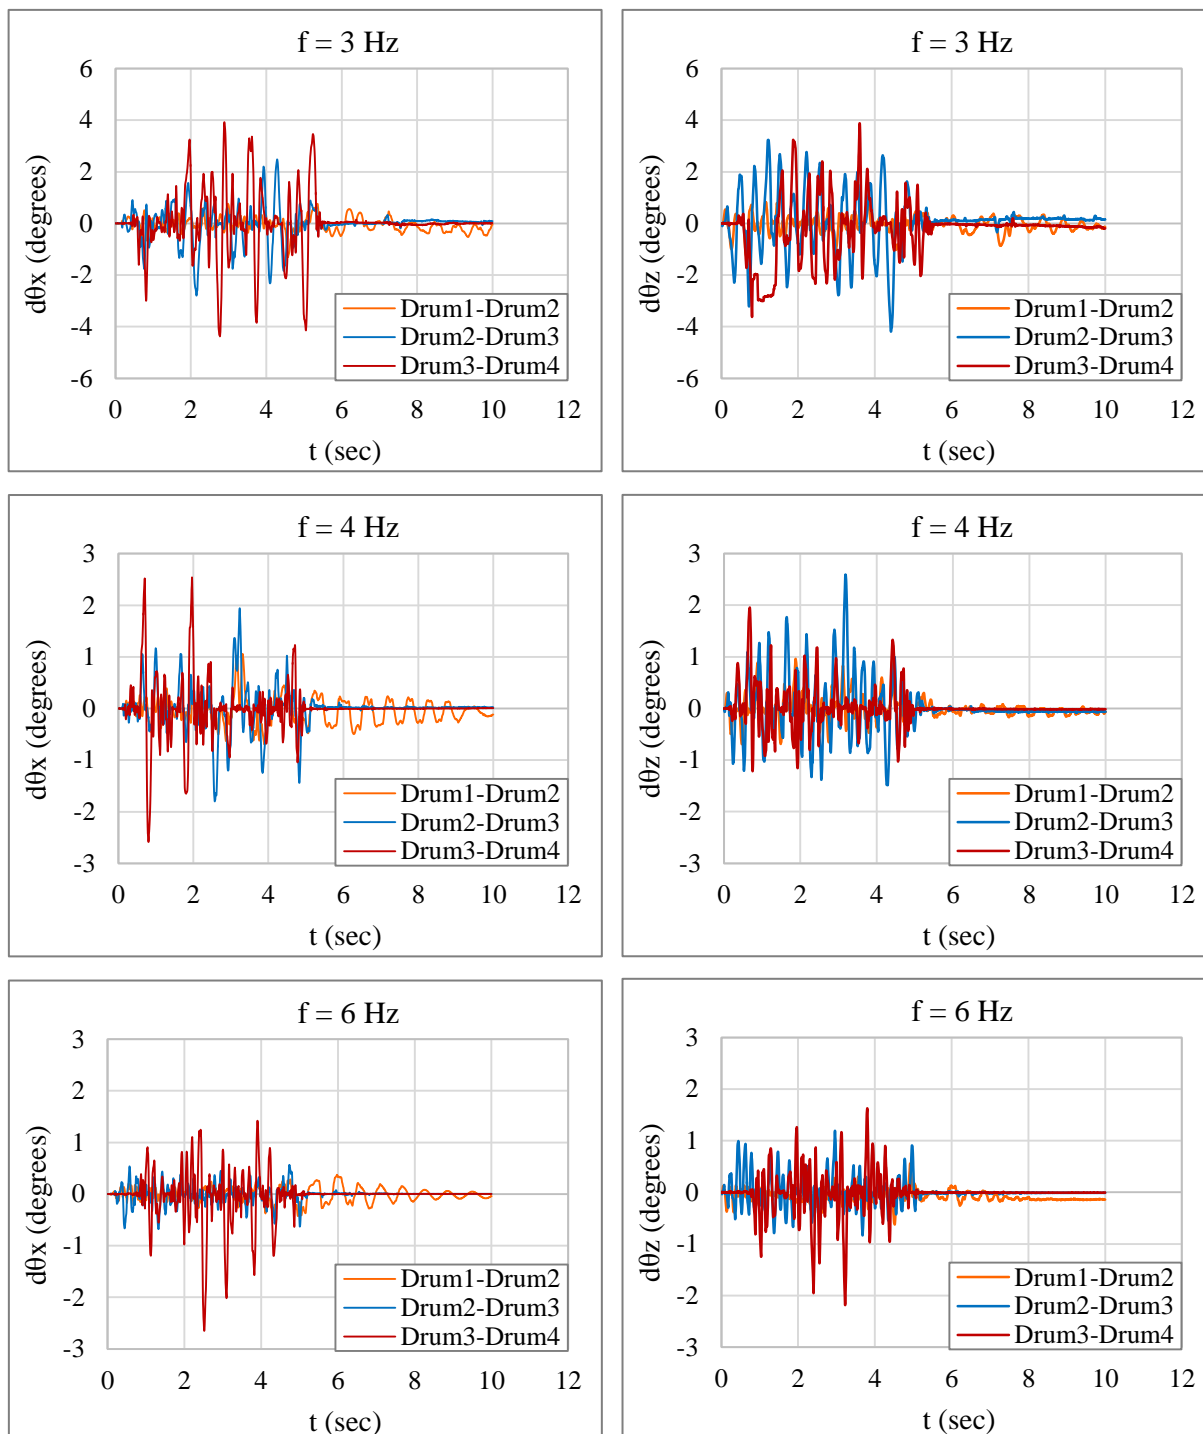 f = 3 Hz
6
4
2
0
-2
-4
-6
dθx (degrees)
Drum1-Drum2
Drum2-Drum3
Drum3-Drum4
0 2 4 6 8 10 12
t (sec)
f = 3 Hz
6
4
2
0
-2
-4
-6
dθz (degrees)
Drum1-Drum2
Drum2-Drum3
Drum3-Drum4
0 2 4 6 8 10 12
t (sec)
f = 4 Hz
3
2
1
0
-1
-2
-3
dθx (degrees)
Drum1-Drum2
Drum2-Drum3
Drum3-Drum4
0 2 4 6 8 10 12
t (sec)
f = 4 Hz
3
2
1
0
-1
-2
-3
dθz (degrees)
Drum1-Drum2
Drum2-Drum3
Drum3-Drum4
0 2 4 6 8 10 12
t (sec)
f = 6 Hz
3
2
1
0
-1
-2
-3
dθx (degrees)
Drum1-Drum2
Drum2-Drum3
Drum3-Drum4
0 2 4 6 8 10 12
t (sec)
f = 6 Hz
3
2
1
0
-1
-2
-3
dθz (degrees)
Drum1-Drum2
Drum2-Drum3
Drum3-Drum4
0 2 4 6 8 10 12
t (sec)